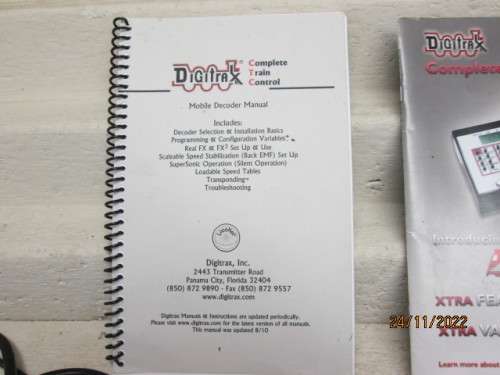 DIGITRAX®
Complete
Train
Control
Mobile Decoder Manual
Includes:
Decoder Selection & Installation Basics
Programming & Configuration Variables
Real FX & FX³ Set Up & Use
Scaleable Speed Stabilization (Back EMF) Set Up
SuperSonic Operation (Silent Operation)
Loadable Speed Tables
Transponding™
Troubleshooting
LocoNet
Digitrax, Inc.
2443 Transmitter Road
Panama City, Florida 32404
(850) 872 9890 - Fax (850) 872 9557
www.digitrax.com
Digitrax Manuals & Instructions are updated periodically.
Please visit www.digitrax.com for the latest version of all manuals.
This manual was updated 8/10
DIGITRAX
Complete
Introducing
XTRA FEA
XTRA VA
Learn more about
24/11/2022